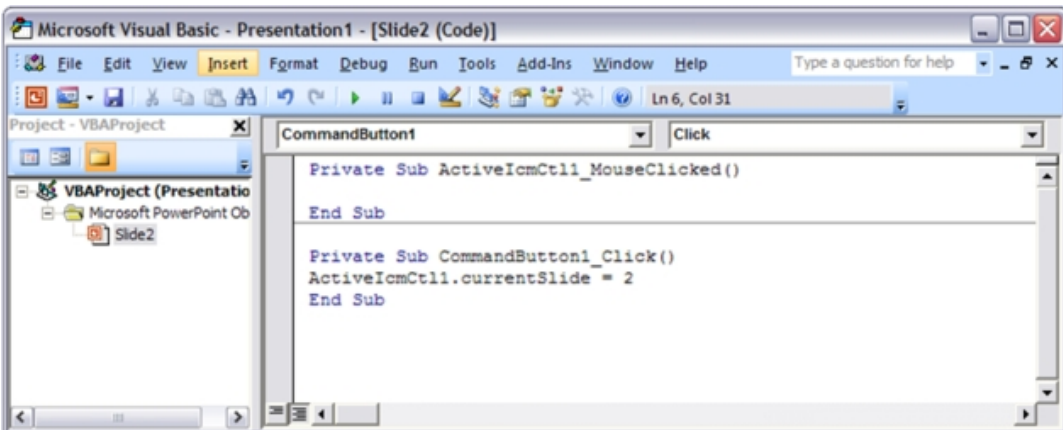 Microsoft Visual Basic - Presentation1 - [Slide2 (Code)]
File Edit View Insert Format Debug Run Tools Add-Ins Window Help Type a question for help
Ln 6, Col 31
Project - VBAProject
CommandButton1 Click
VBAProject (Presentatio
Microsoft PowerPoint Ob
Slide2
Private Sub ActiveIcmCtl1_MouseClicked()
End Sub
Private Sub CommandButton1_Click()
ActiveIcmCtl1.currentSlide = 2
End Sub